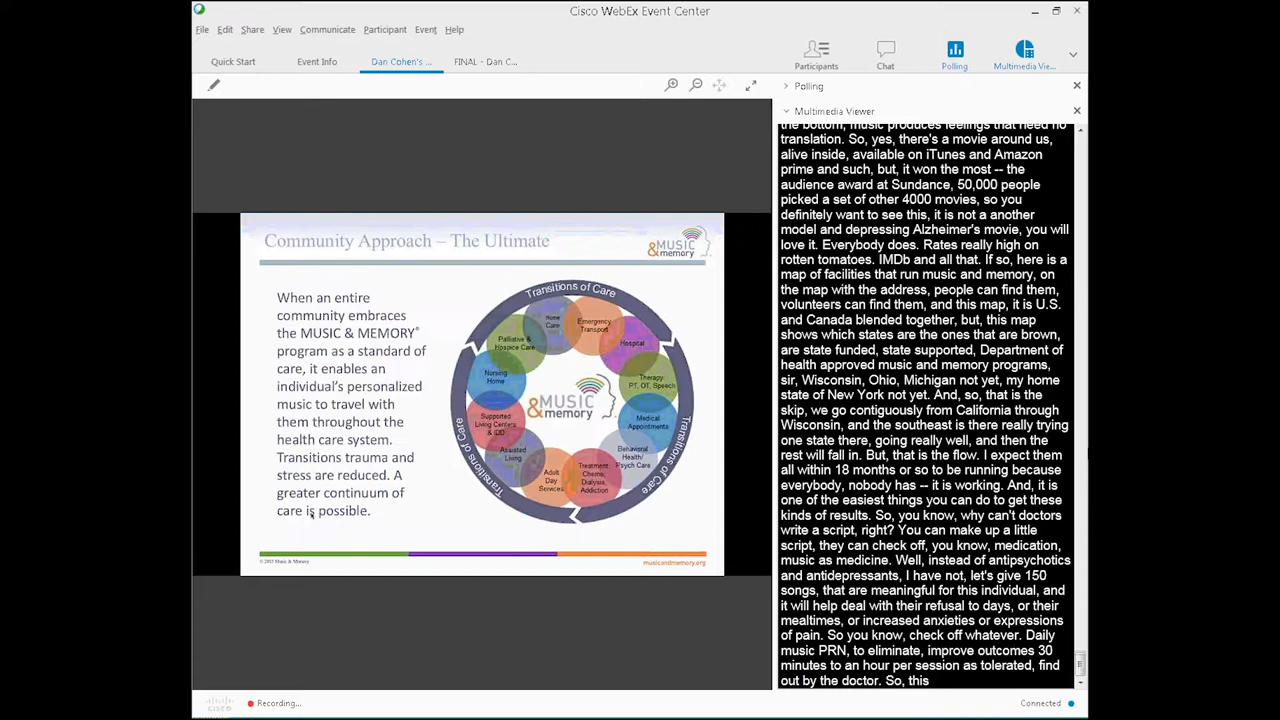 Cisco WebEx Event Center
File Edit Share View Communicate Participant Event Help
Quick Start Event Info Dan Cohen's ... FINAL - Dan C...
Participants Chat Polling Multimedia Vie...
Polling
Multimedia Viewer
Community Approach – The Ultimate
MUSIC
&memory®
When an entire
community embraces
the MUSIC & MEMORY®
program as a standard of
care, it enables an
individual's personalized
music to travel with
them throughout the
health care system.
Transitions trauma and
stress are reduced. A
greater continuum of
care is possible.
Transitions of Care
Transitions of Care
Transitions of Care
Home
Care
Emergency
Transport
Hospital
Therapy
PT, OT, Speech
Medical
Appointments
Behavioral
Health/
Psych Care
Treatment:
Chemo,
Dialysis,
Addiction
Adult
Day
Services
Assisted
Living
Supported
Living Centers
& IDD
Nursing
Home
Palliative &
Hospice Care
MUSIC
&memory®
© 2015 Music & Memory
musicandmemory.org
the bottom, music produces feelings that need no
translation. So, yes, there's a movie around us,
alive inside, available on iTunes and Amazon
prime and such, but, it won the most -- the
audience award at Sundance, 50,000 people
picked a set of other 4000 movies, so you
definitely want to see this, it is not a another
model and depressing Alzheimer's movie, you will
love it. Everybody does. Rates really high on
rotten tomatoes. IMDb and all that. If so, here is a
map of facilities that run music and memory, on
the map with the address, people can find them,
volunteers can find them, and this map, it is U.S.
and Canada blended together, but, this map
shows which states are the ones that are brown,
are state funded, state supported, Department of
health approved music and memory programs,
sir, Wisconsin, Ohio, Michigan not yet, my home
state of New York not yet. And, so, that is the
skip, we go contiguously from California through
Wisconsin, and the southeast is there really trying
one state there, going really well, and then the
rest will fall in. But, that is the flow. I expect them
all within 18 months or so to be running because
everybody, nobody has -- it is working. And, it is
one of the easiest things you can do to get these
kinds of results. So, you know, why can't doctors
write a script, right? You can make up a little
script, they can check off, you know, medication,
music as medicine. Well, instead of antipsychotics
and antidepressants, I have not, let's give 150
songs, that are meaningful for this individual, and
it will help deal with their refusal to days, or their
mealtimes, or increased anxieties or expressions
of pain. So you know, check off whatever. Daily
music PRN, to eliminate, improve outcomes 30
minutes to an hour per session as tolerated, find
out by the doctor. So, this
CISCO
Recording...
Connected